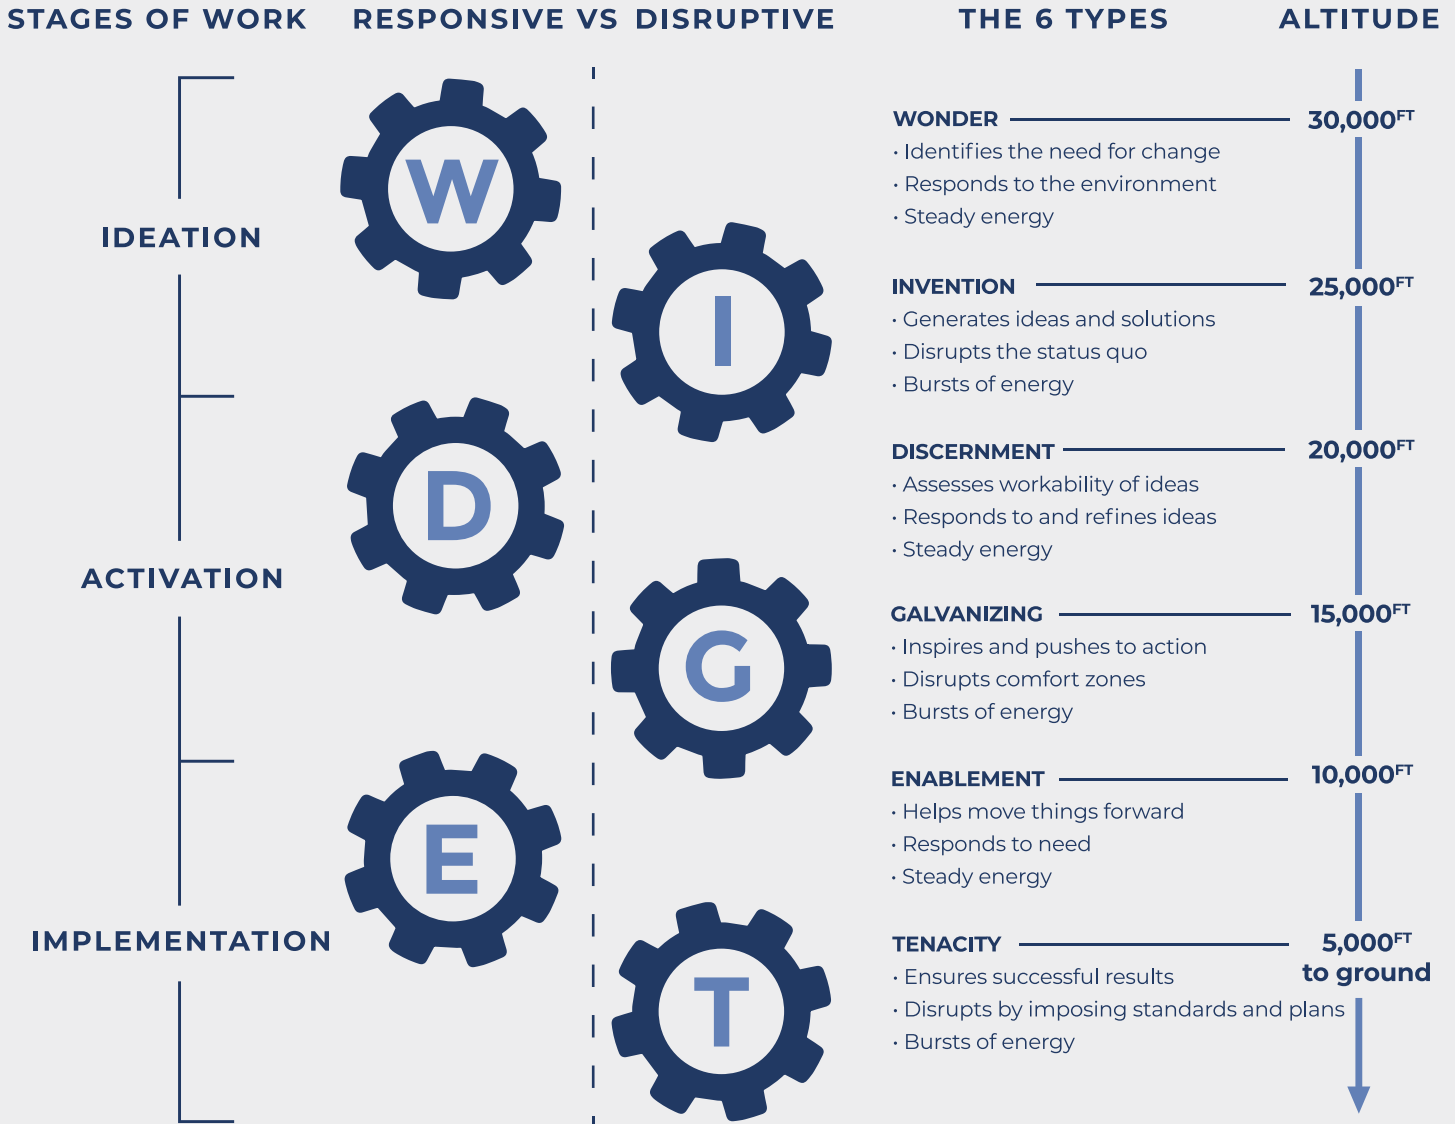 STAGES OF WORK
RESPONSIVE VS DISRUPTIVE
THE 6 TYPES
ALTITUDE
IDEATION
ACTIVATION
IMPLEMENTATION
W
I
D
G
E
T
WONDER
30,000FT
· Identifies the need for change
· Responds to the environment
· Steady energy
INVENTION
25,000FT
· Generates ideas and solutions
· Disrupts the status quo
· Bursts of energy
DISCERNMENT
20,000FT
· Assesses workability of ideas
· Responds to and refines ideas
· Steady energy
GALVANIZING
15,000FT
· Inspires and pushes to action
· Disrupts comfort zones
· Bursts of energy
ENABLEMENT
10,000FT
· Helps move things forward
· Responds to need
· Steady energy
TENACITY
5,000FT
to ground
· Ensures successful results
· Disrupts by imposing standards and plans
· Bursts of energy